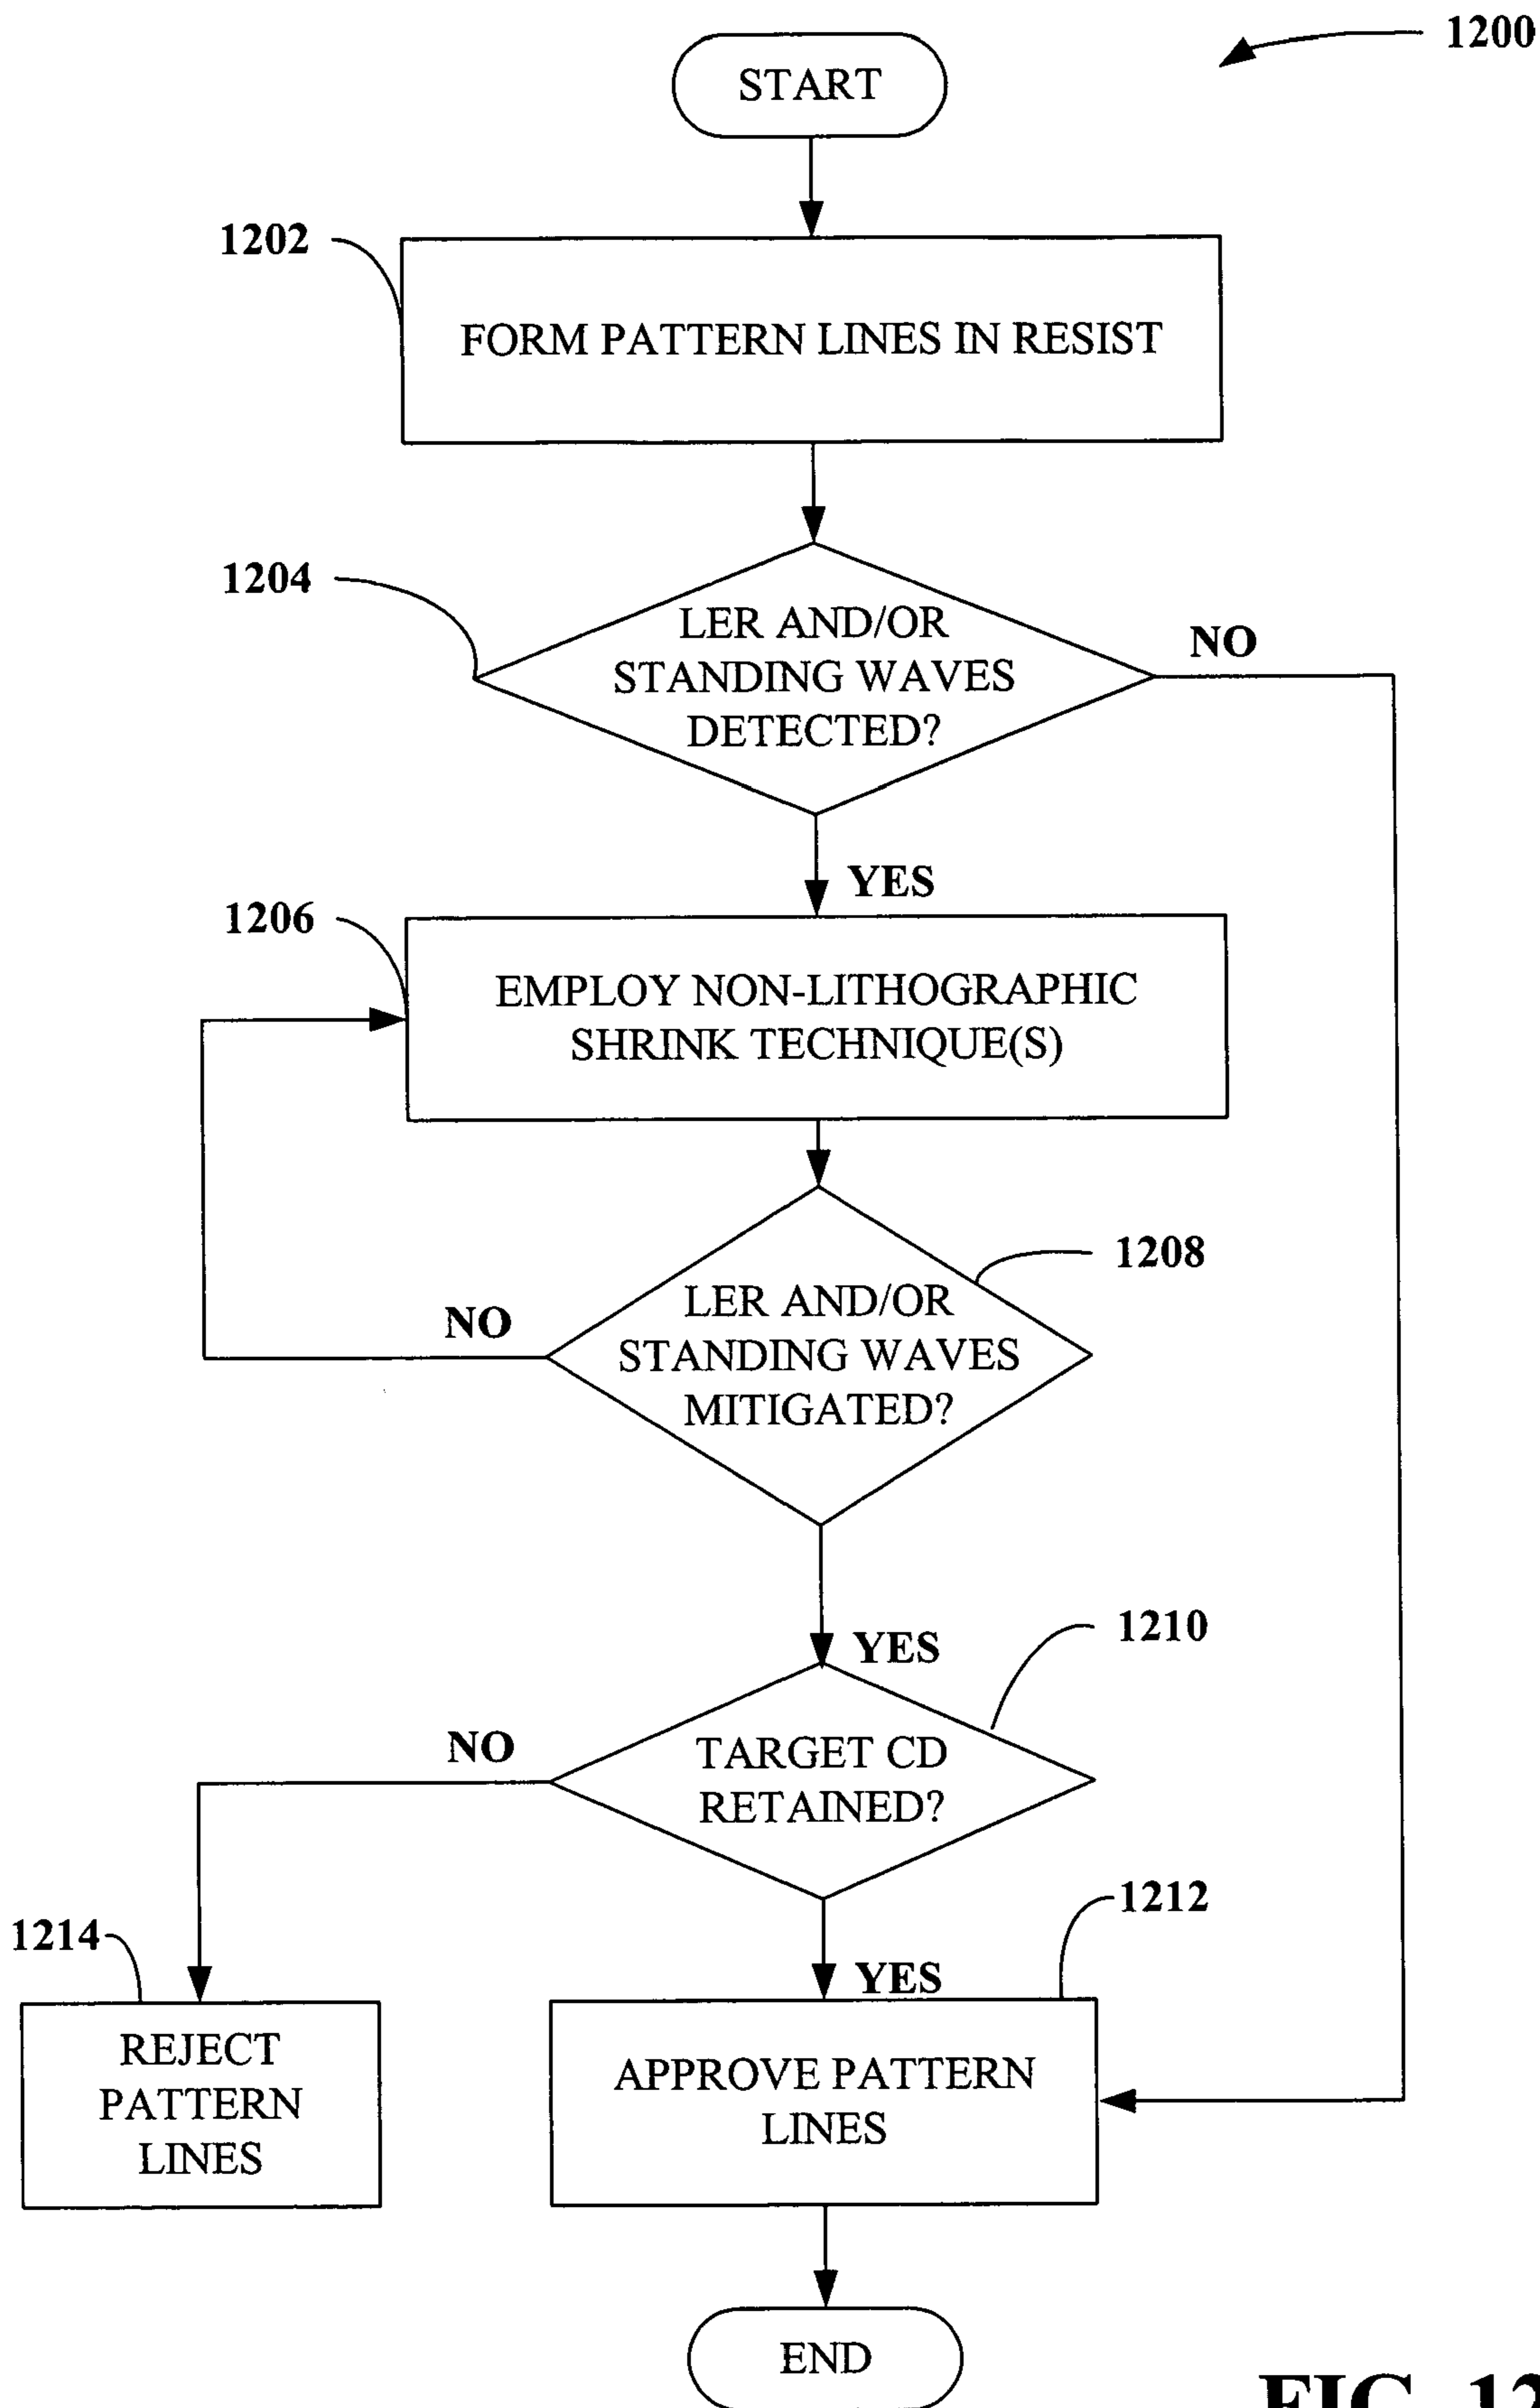 1200
START
1202
FORM PATTERN LINES IN RESIST
1204
LER AND/OR
STANDING WAVES
DETECTED?
NO
YES
1206
EMPLOY NON-LITHOGRAPHIC
SHRINK TECHNIQUE(S)
1208
LER AND/OR
STANDING WAVES
MITIGATED?
NO
YES
1210
TARGET CD
RETAINED?
NO
YES
1212
1214
REJECT
PATTERN
LINES
APPROVE PATTERN
LINES
END
FIG. 12